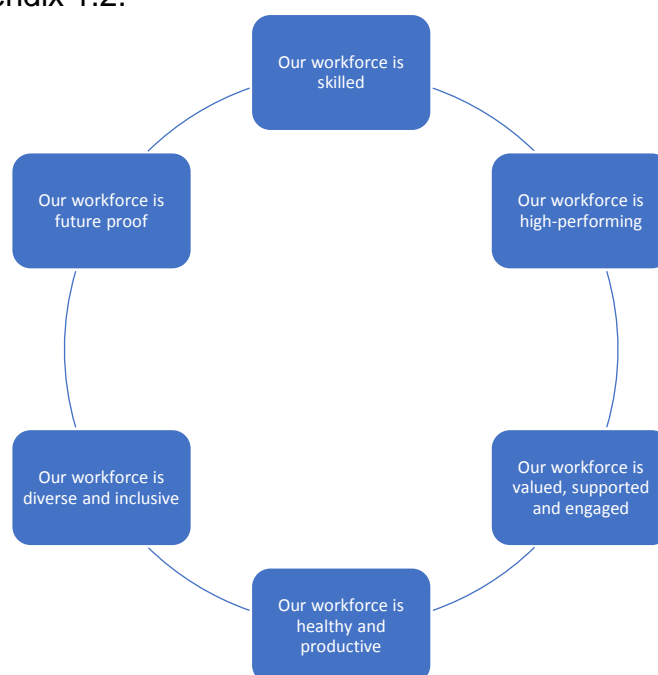 Appendix 1.2.
Our workforce is
skilled
Our workforce is
high-performing
Our workforce is
valued, supported
and engaged
Our workforce is
healthy and
productive
Our workforce is
diverse and inclusive
Our workforce is
future proof